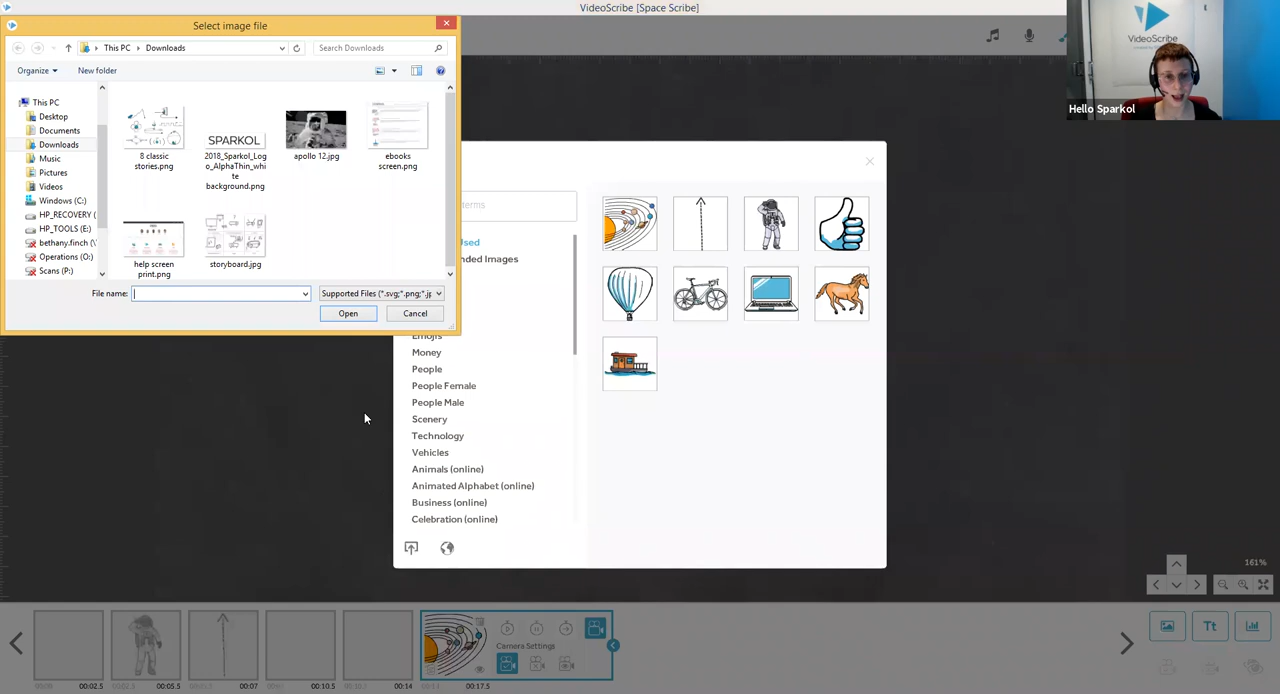 VideoScribe [Space Scribe]
Select image file
This PC
Downloads
Search Downloads
Organize
New folder
This PC
Desktop
Documents
Downloads
Music
Pictures
Videos
Windows (C:)
HP_RECOVERY (
HP_TOOLS (E:)
bethany.finch (\
Operations (O:)
Scans (P:)
8 classic
stories.png
SPARKOL
2018_Sparkol_Log
o_AlphaThin_whi
te
background.png
apollo 12.jpg
ebooks
screen.png
help screen
print.png
storyboard.jpg
File name:
Supported Files (*.svg;*.png;*.jp
Open
Cancel
VideoScribe
Hello Sparkol
terms
Used
nded Images
Emojis
Money
People
People Female
People Male
Scenery
Technology
Vehicles
Animals (online)
Animated Alphabet (online)
Business (online)
Celebration (online)
161%
Camera Settings
00:02.5
00:05.5
00:07
00:10.5
00:14
00:17.5
Tt